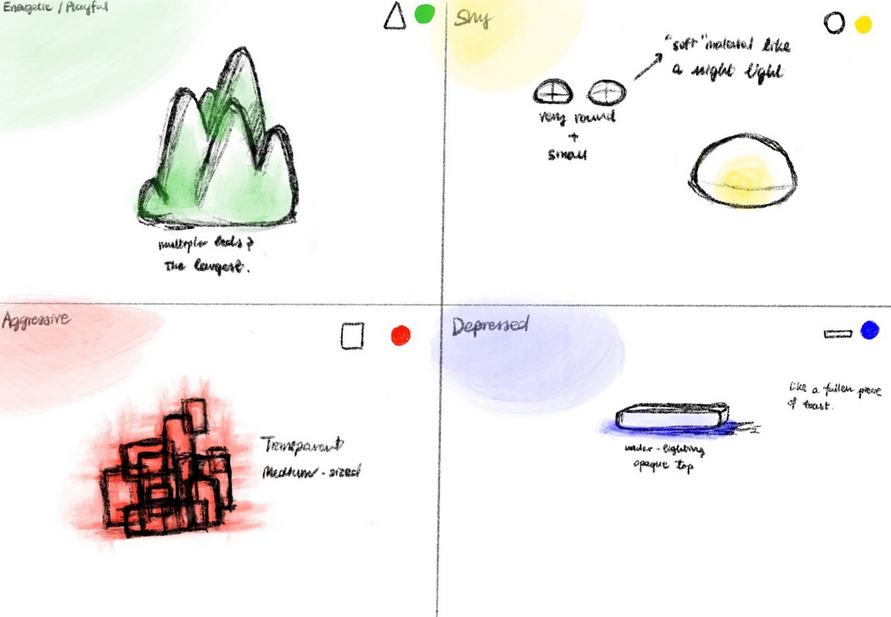 Energetic / Playful
multiple leds?
The largest.
Shy
"soft" material like
a night light
very round
+
small
Aggressive
Transparent
Medium-sized
Depressed
Like a fallen piece
of toast.
under-lighting
opaque top